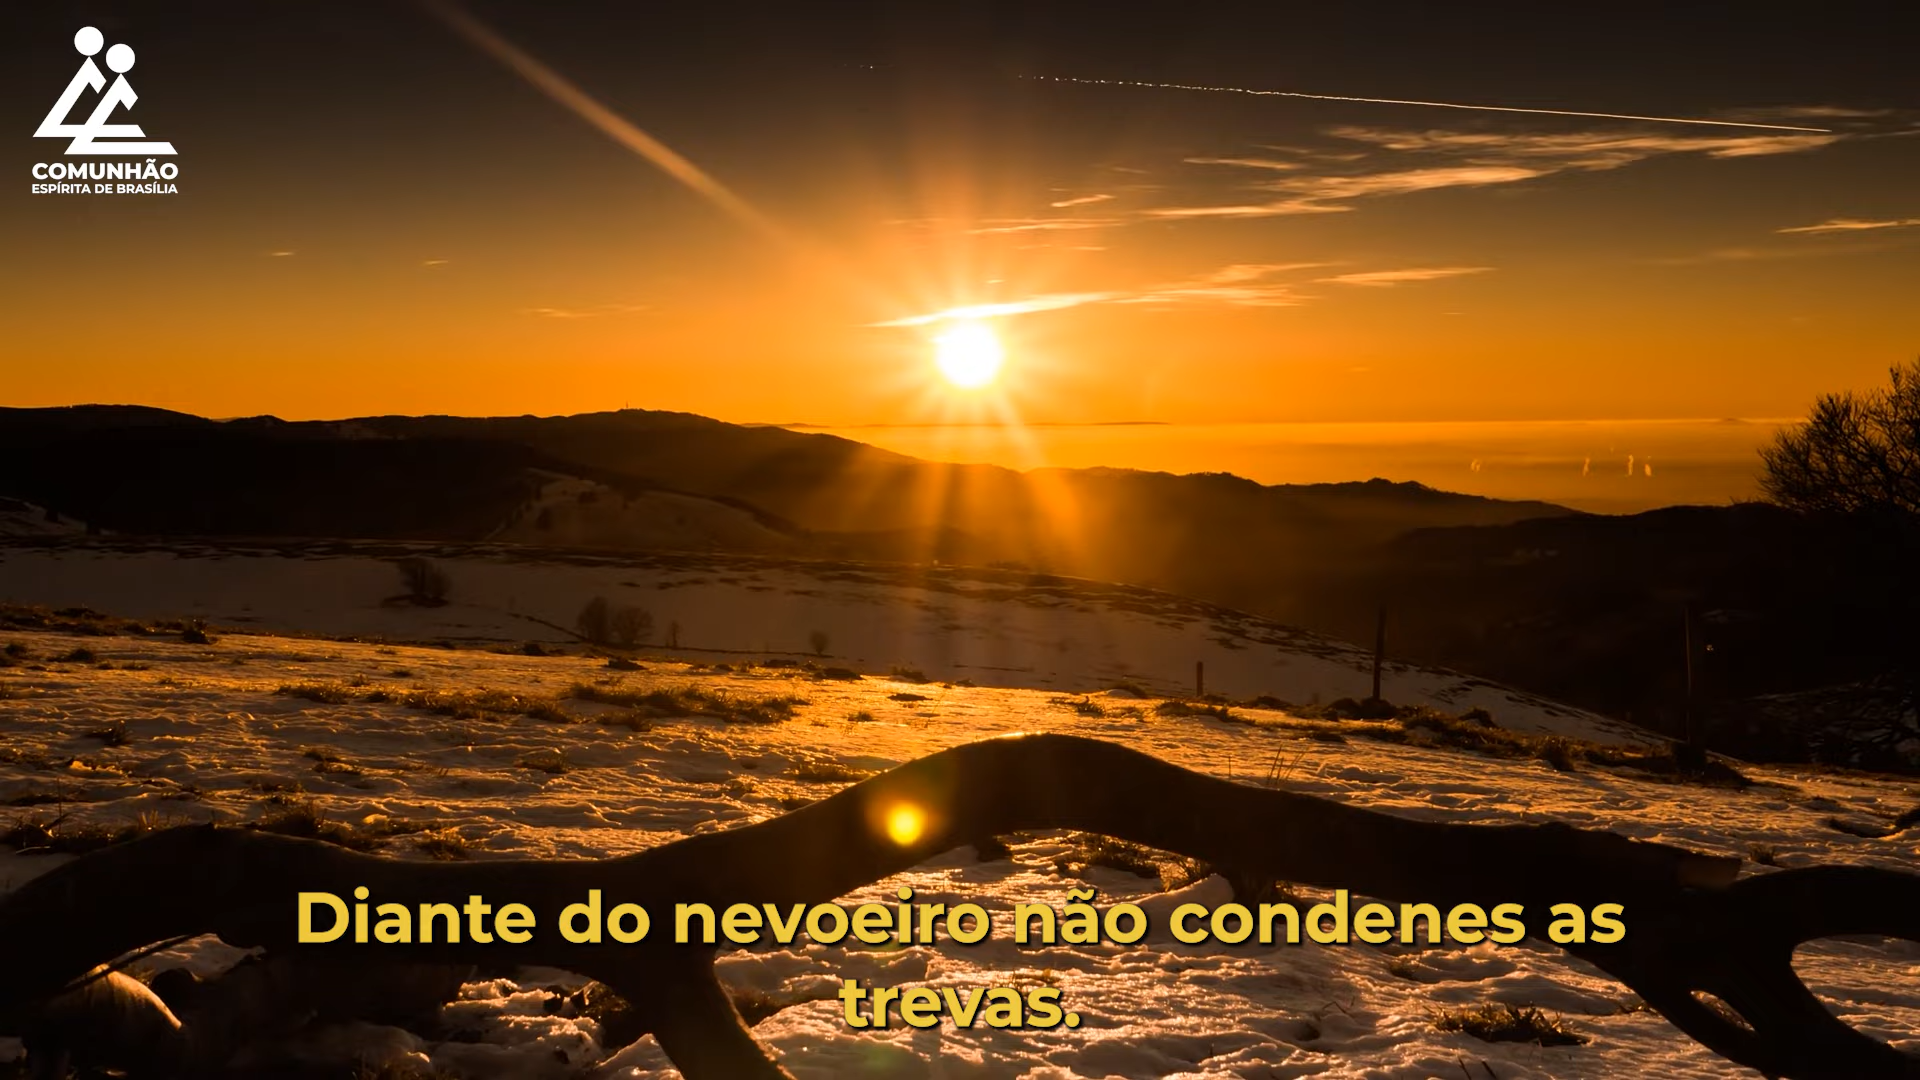 COMUNHÃO
ESPÍRITA DE BRASÍLIA
Diante do nevoeiro não condenes as
trevas.